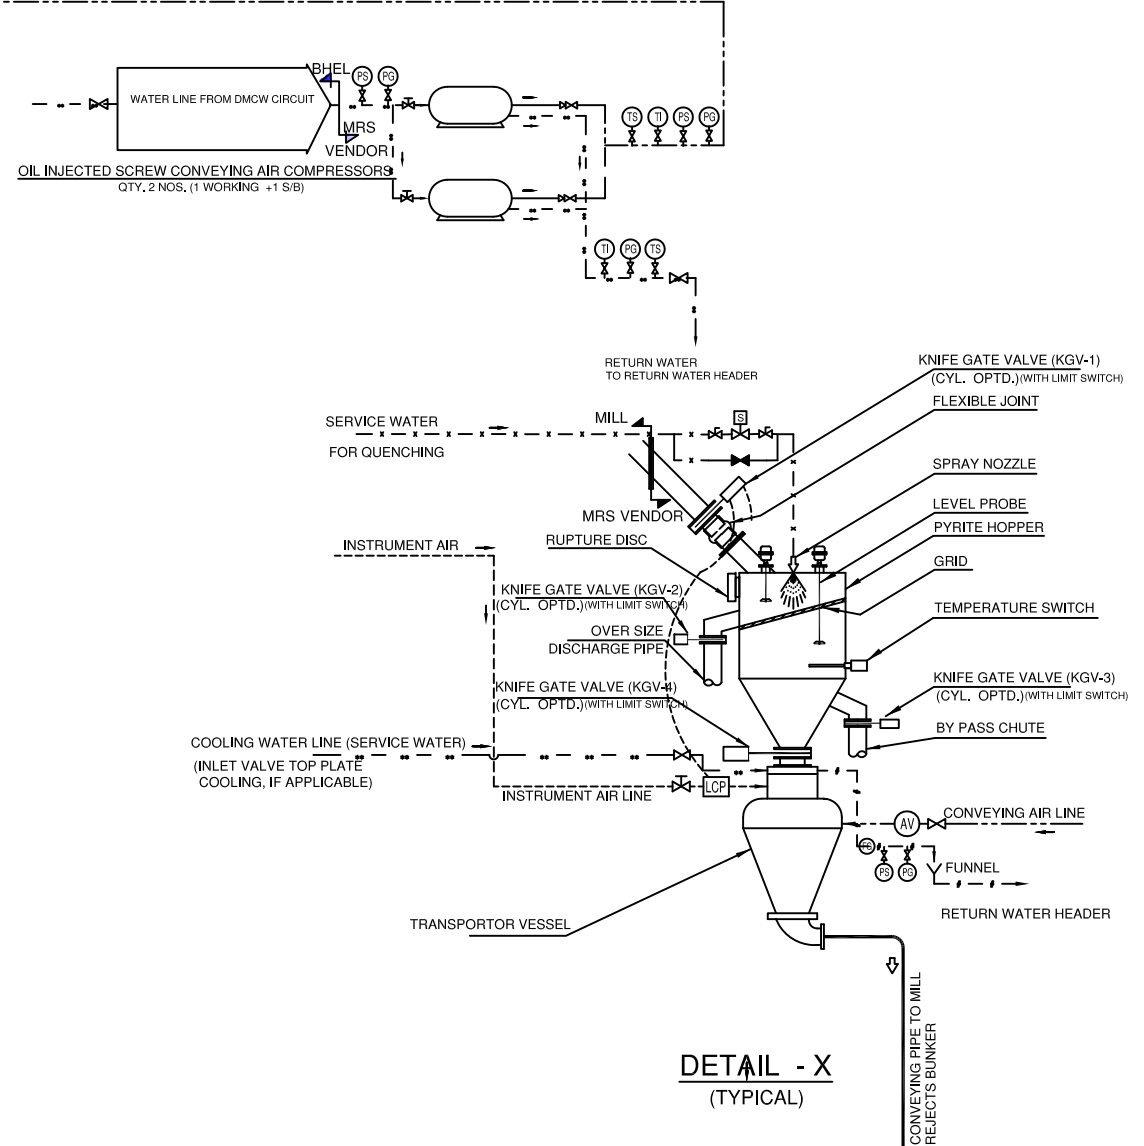 BHEL
PS
PG
WATER LINE FROM DMCW CIRCUIT
MRS
VENDOR
OIL INJECTED SCREW CONVEYING AIR COMPRESSORS
QTY. 2 NOS. (1 WORKING +1 S/B)
TS
TI
PS
PG
TI
PG
TS
RETURN WATER
TO RETURN WATER HEADER
KNIFE GATE VALVE (KGV-1)
(CYL. OPTD.)(WITH LIMIT SWITCH)
FLEXIBLE JOINT
SERVICE WATER
FOR QUENCHING
MILL
S
SPRAY NOZZLE
MRS VENDOR
LEVEL PROBE
PYRITE HOPPER
RUPTURE DISC
INSTRUMENT AIR
GRID
KNIFE GATE VALVE (KGV-2)
(CYL. OPTD.)(WITH LIMIT SWITCH)
TEMPERATURE SWITCH
OVER SIZE
DISCHARGE PIPE
KNIFE GATE VALVE (KGV-4)
(CYL. OPTD.)(WITH LIMIT SWITCH)
KNIFE GATE VALVE (KGV-3)
(CYL. OPTD.)(WITH LIMIT SWITCH)
BY PASS CHUTE
COOLING WATER LINE (SERVICE WATER)
(INLET VALVE TOP PLATE
COOLING, IF APPLICABLE)
INSTRUMENT AIR LINE
LCP
AV
CONVEYING AIR LINE
PS
PG
FUNNEL
RETURN WATER HEADER
TRANSPORTOR VESSEL
CONVEYING PIPE TO MILL
REJECTS BUNKER
DETAIL - X
(TYPICAL)